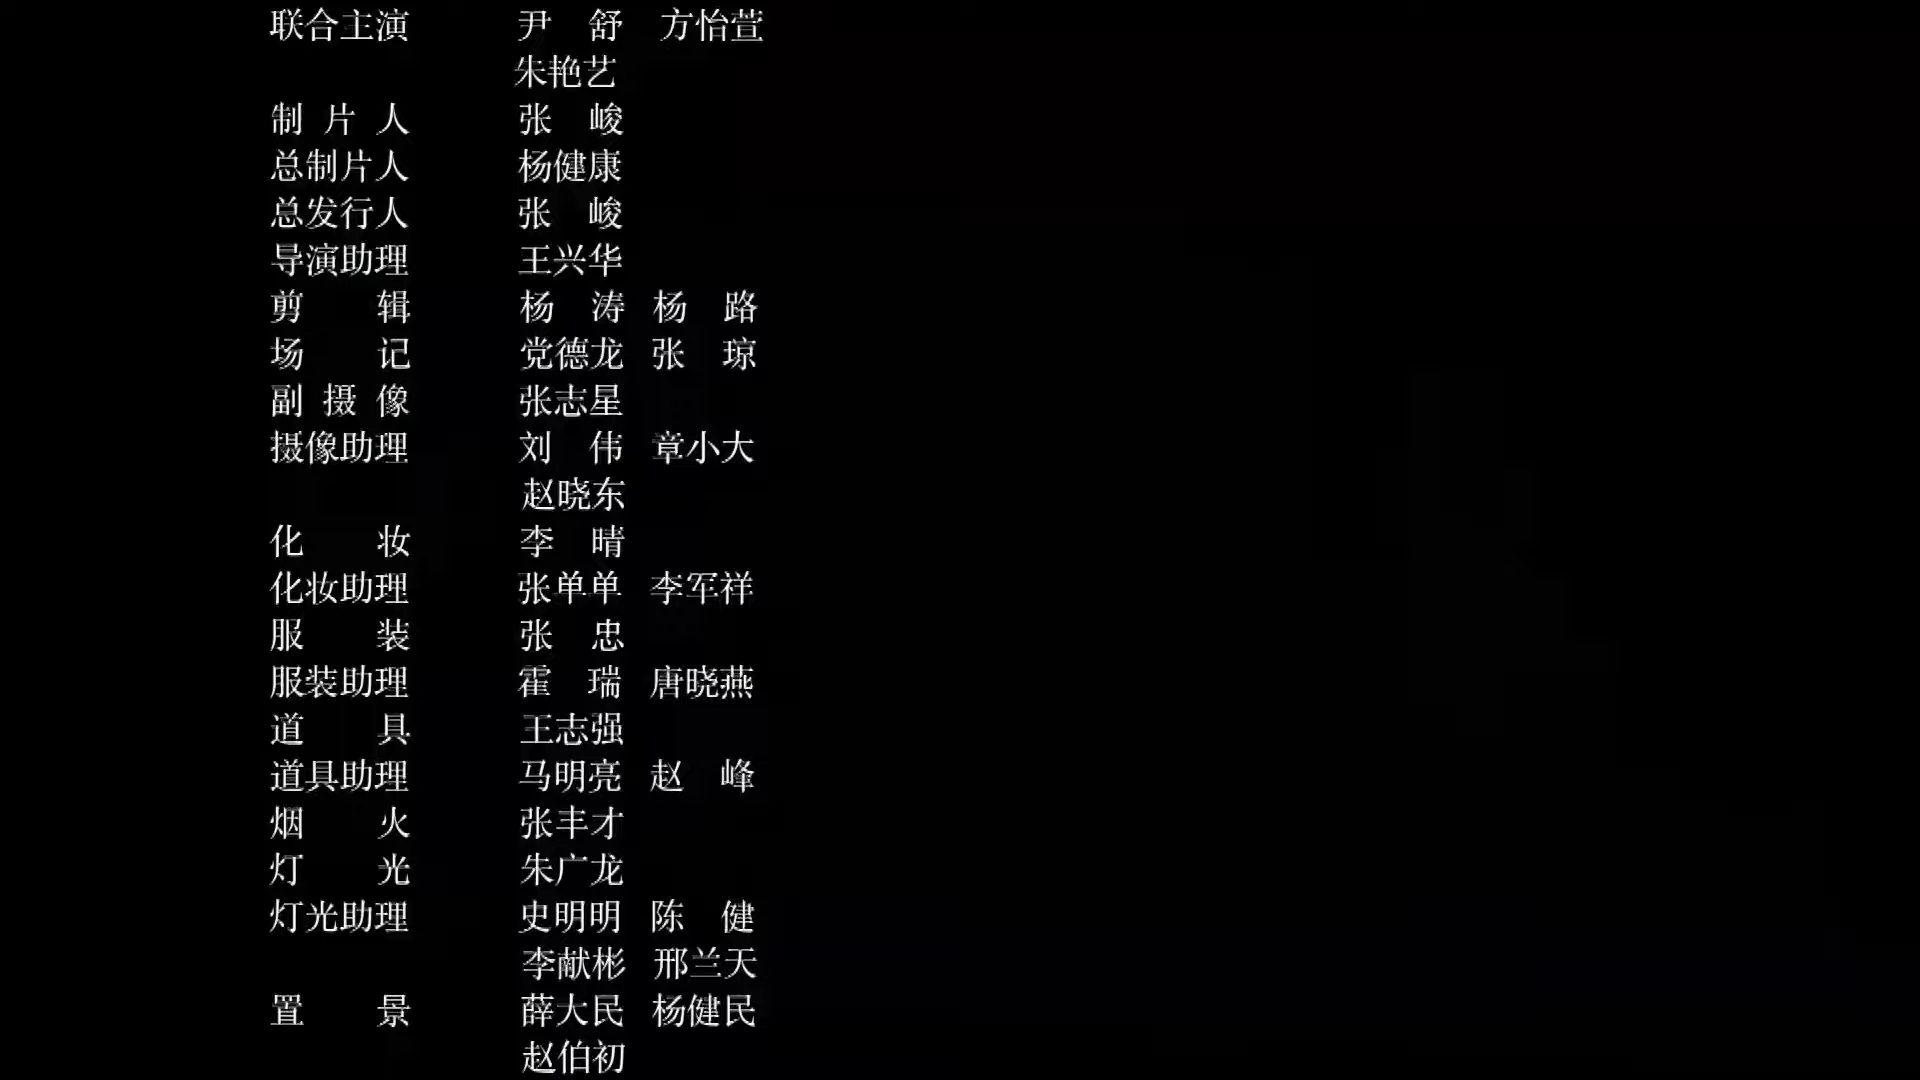 联合主演 尹 舒 方怡萱
朱艳艺
制片人 张 峻
总制片人 杨健康
总发行人 张 峻
导演助理 王兴华
剪 辑 杨 涛 杨 路
场 记 党德龙 张 琼
副摄像 张志星
摄像助理 刘 伟 章小大
赵晓东
化 妆 李 晴
化妆助理 张单单 李军祥
服 装 张 忠
服装助理 霍 瑞 唐晓燕
道 具 王志强
道具助理 马明亮 赵 峰
烟 火 张丰才
灯 光 朱广龙
灯光助理 史明明 陈 健
李献彬 邢兰天
置 景 薛大民 杨健民
赵伯初